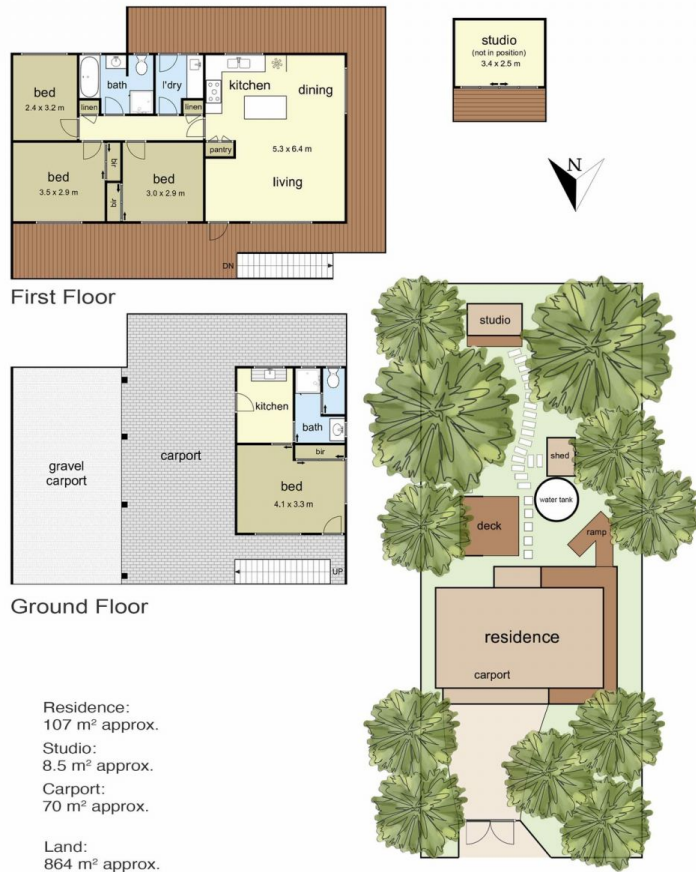 bed
2.4 x 3.2 m
bath
l'dry
linen
linen
kitchen
dining
pantry
5.3 x 6.4 m
living
bed
3.5 x 2.9 m
bir
bir
bed
3.0 x 2.9 m
DN
First Floor
studio
(not in position)
3.4 x 2.5 m
N
gravel
carport
carport
kitchen
bath
bir
bed
4.1 x 3.3 m
UP
Ground Floor
studio
shed
water tank
deck
ramp
residence
carport
Residence:
107 m² approx.
Studio:
8.5 m² approx.
Carport:
70 m² approx.
Land:
864 m² approx.